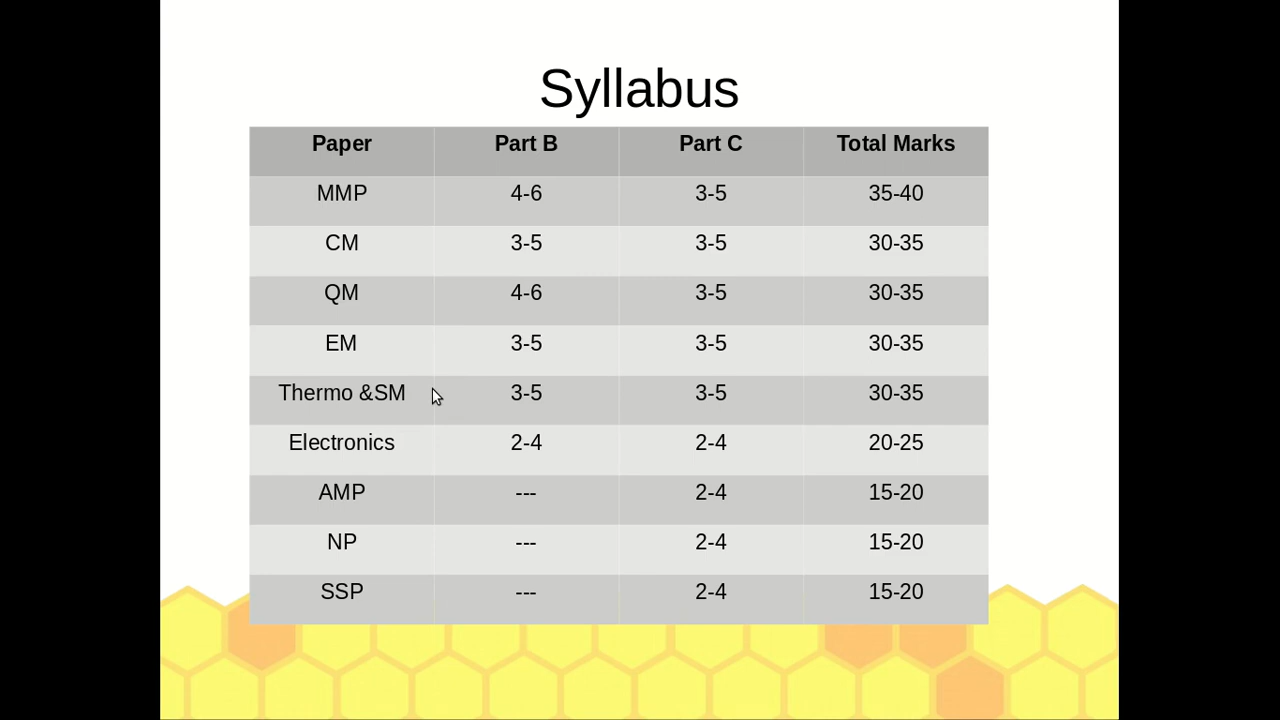 Syllabus
Paper Part B Part C Total Marks
MMP 4-6 3-5 35-40
CM 3-5 3-5 30-35
QM 4-6 3-5 30-35
EM 3-5 3-5 30-35
Thermo &SM 3-5 3-5 30-35
Electronics 2-4 2-4 20-25
AMP --- 2-4 15-20
NP --- 2-4 15-20
SSP --- 2-4 15-20